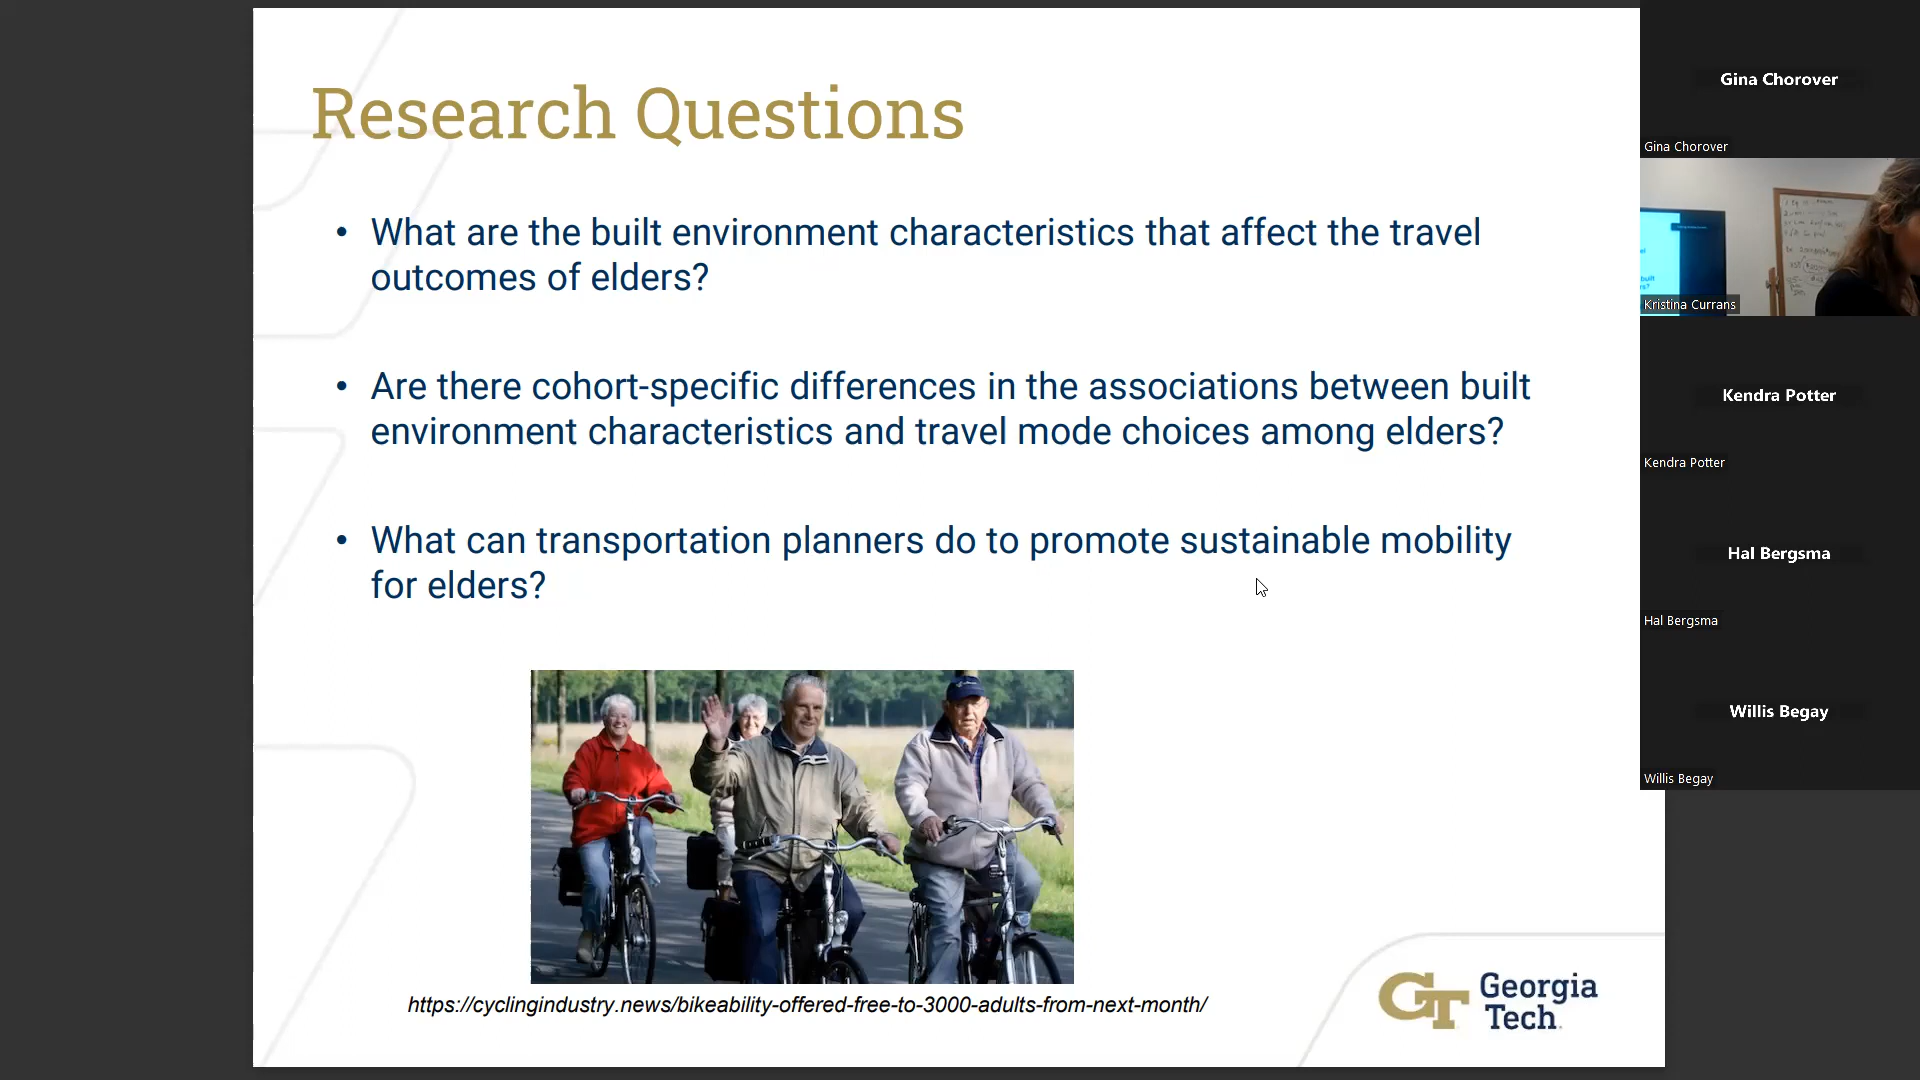 Research Questions
• What are the built environment characteristics that affect the travel
outcomes of elders?
• Are there cohort-specific differences in the associations between built
environment characteristics and travel mode choices among elders?
• What can transportation planners do to promote sustainable mobility
for elders?
https://cyclingindustry.news/bikeability-offered-free-to-3000-adults-from-next-month/
GT Georgia
Tech
Gina Chorover
Gina Chorover
Kristina Currans
Kendra Potter
Kendra Potter
Hal Bergsma
Hal Bergsma
Willis Begay
Willis Begay